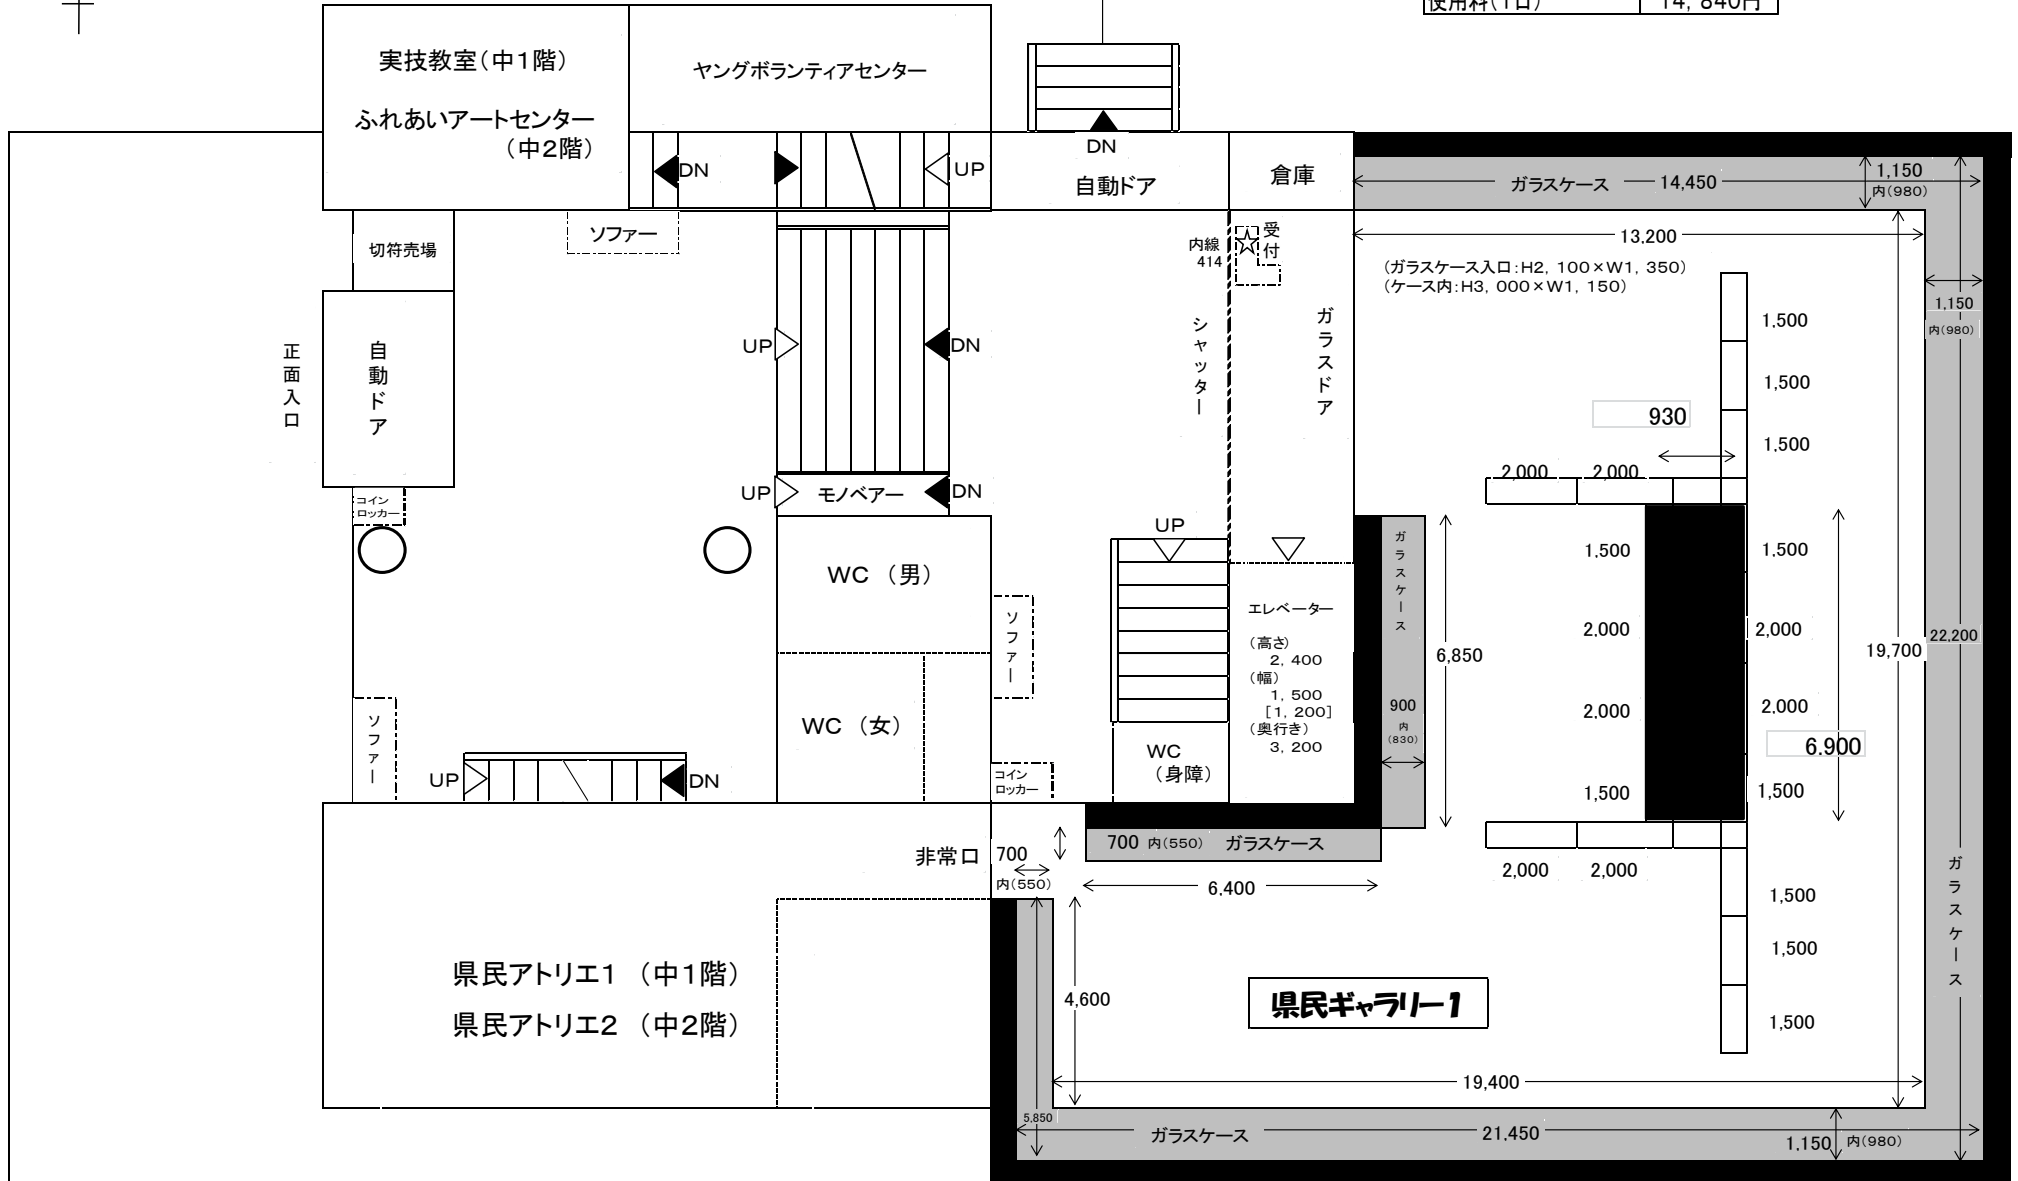 使用料(1日)
14,840円
実技教室(中1階)
ふれあいアートセンター
(中2階)
ヤングボランティアセンター
DN
UP
DN
自動ドア
倉庫
ガラスケース
14,450
1,150
内(980)
切符売場
ソファー
内線
414
受付
13,200
(ガラスケース入口:H2,100×W1,350)
(ケース内:H3,000×W1,150)
1,150
内(980)
正面入口
自動ドア
UP
DN
シャッター
ガラスドア
1,500
1,500
1,500
930
2,000
2,000
コイン
ロッカー
UP
モノベアー
DN
UP
WC (男)
ガラスケース
1,500
1,500
エレベーター
(高さ)
2,400
(幅)
1,500
[1,200]
(奥行き)
3,200
ソファー
6,850
2,000
2,000
19,700
22,200
900
内
(830)
2,000
2,000
6.900
WC (女)
ソファー
UP
DN
コイン
ロッカー
WC
(身障)
1,500
1,500
非常口
700
内(550)
700 内(550) ガラスケース
6,400
2,000
2,000
1,500
1,500
1,500
ガラスケース
県民アトリエ1 (中1階)
県民アトリエ2 (中2階)
4,600
県民ギャラリー1
19,400
5,850
ガラスケース
21,450
1,150
内(980)